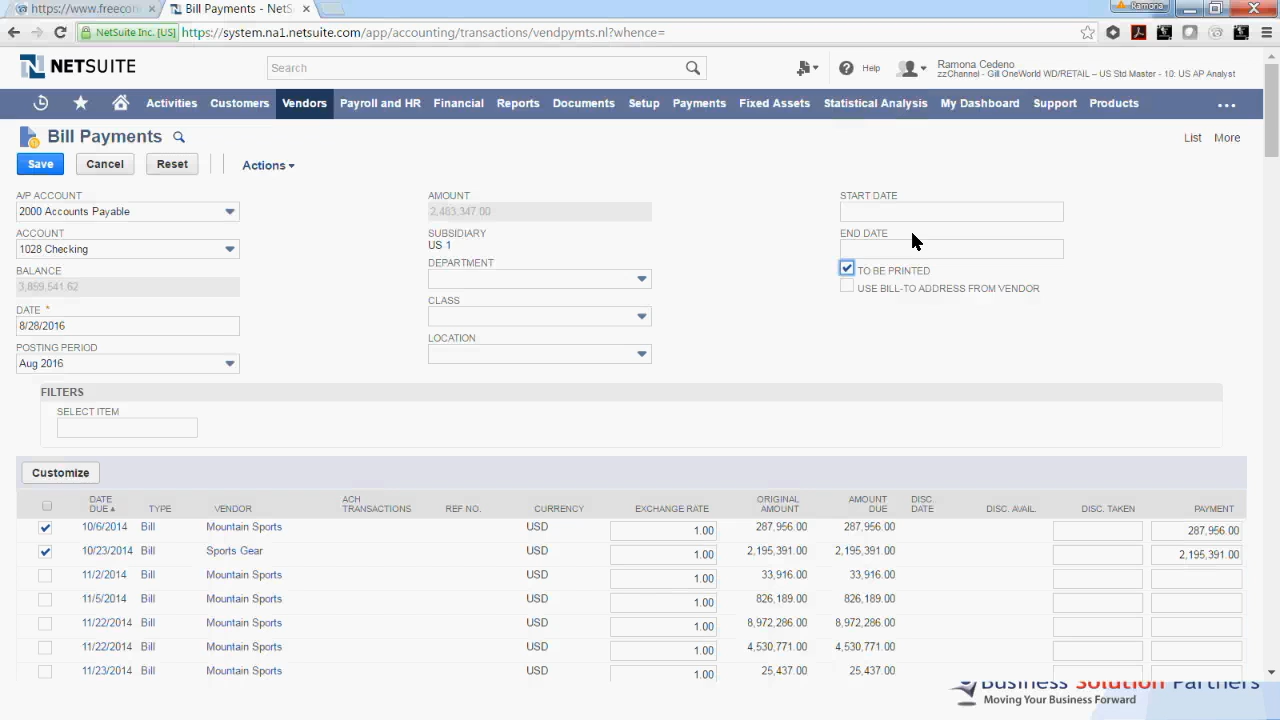 https://www.freecon
Bill Payments - NetS
Ramona
NetSuite Inc. [US]
https://system.na1.netsuite.com/app/accounting/transactions/vendpymts.nl?whence=
NETSUITE
Search
Help
Ramona Cedeno
zzChannel - Gill OneWorld WD/RETAIL – US Std Master - 10: US AP Analyst
Activities Customers Vendors Payroll and HR Financial Reports Documents Setup Payments Fixed Assets Statistical Analysis My Dashboard Support Products
Bill Payments
List More
Save Cancel Reset Actions
A/P ACCOUNT
2000 Accounts Payable
ACCOUNT
1028 Checking
BALANCE
3,859,541.62
DATE *
8/28/2016
POSTING PERIOD
Aug 2016
AMOUNT
2,483,347.00
SUBSIDIARY
US 1
DEPARTMENT
CLASS
LOCATION
START DATE
END DATE
TO BE PRINTED
USE BILL-TO ADDRESS FROM VENDOR
FILTERS
SELECT ITEM
Customize
DATE DUE TYPE VENDOR ACH TRANSACTIONS REF NO. CURRENCY EXCHANGE RATE ORIGINAL AMOUNT AMOUNT DUE DISC. DATE DISC. AVAIL. DISC. TAKEN PAYMENT
10/6/2014 Bill Mountain Sports USD 1.00 287,956.00 287,956.00 287,956.00
10/23/2014 Bill Sports Gear USD 1.00 2,195,391.00 2,195,391.00 2,195,391.00
11/2/2014 Bill Mountain Sports USD 1.00 33,916.00 33,916.00
11/5/2014 Bill Mountain Sports USD 1.00 826,189.00 826,189.00
11/22/2014 Bill Mountain Sports USD 1.00 8,972,286.00 8,972,286.00
11/22/2014 Bill Mountain Sports USD 1.00 4,530,771.00 4,530,771.00
11/23/2014 Bill Mountain Sports USD 1.00 25,437.00 25,437.00
Business Solution Partners
Moving Your Business Forward